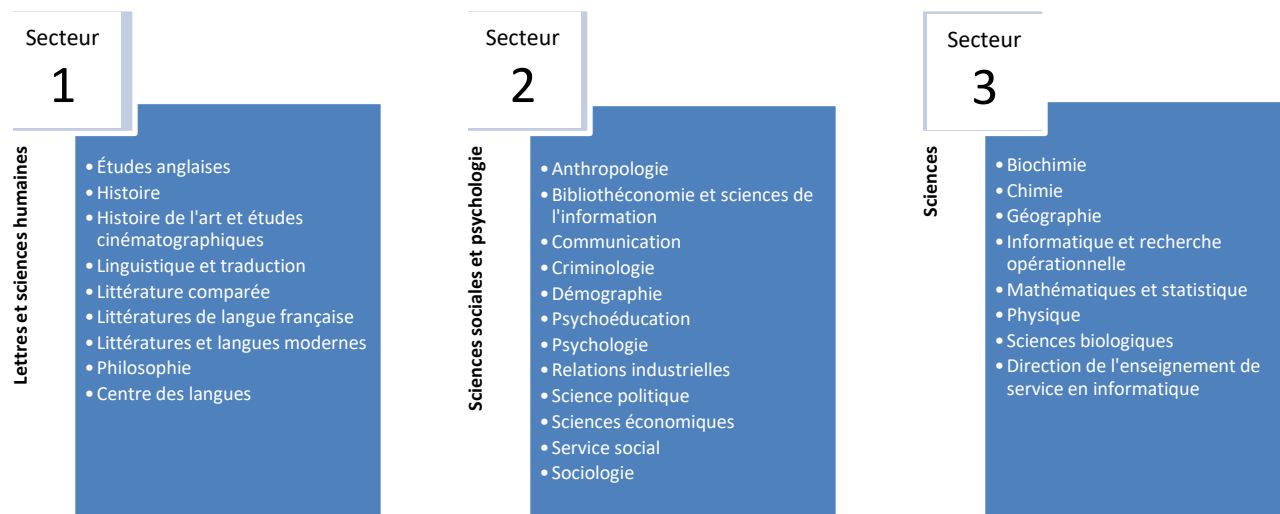 Secteur
1
Lettres et sciences humaines
• Études anglaises
• Histoire
• Histoire de l'art et études
cinématographiques
• Linguistique et traduction
• Littérature comparée
• Littératures de langue française
• Littératures et langues modernes
• Philosophie
• Centre des langues
Secteur
2
Sciences sociales et psychologie
• Anthropologie
• Bibliothéconomie et sciences de
l'information
• Communication
• Criminologie
• Démographie
• Psychoéducation
• Psychologie
• Relations industrielles
• Science politique
• Sciences économiques
• Service social
• Sociologie
Secteur
3
Sciences
• Biochimie
• Chimie
• Géographie
• Informatique et recherche
opérationnelle
• Mathématiques et statistique
• Physique
• Sciences biologiques
• Direction de l'enseignement de
service en informatique